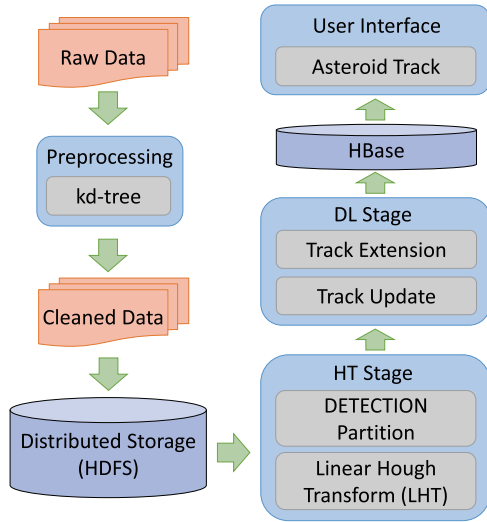 Raw Data
Preprocessing
kd-tree
Cleaned Data
Distributed Storage
(HDFS)
User Interface
Asteroid Track
HBase
DL Stage
Track Extension
Track Update
HT Stage
DETECTION
Partition
Linear Hough
Transform (LHT)